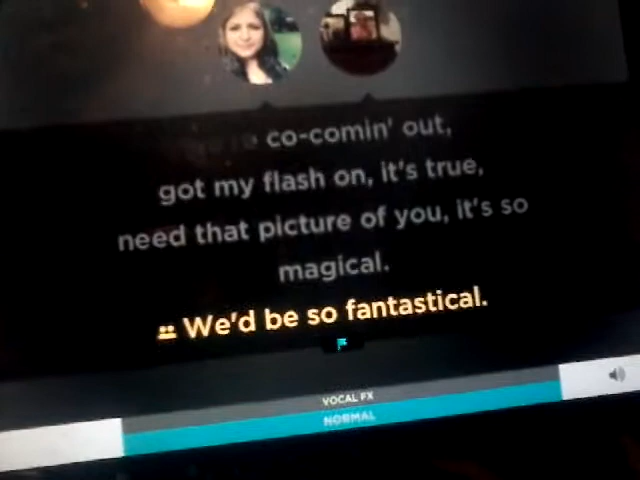 co-comin' out,
got my flash on, it's true,
need that picture of you, it's so
magical.
We'd be so fantastical.
VOCAL FX
NORMAL